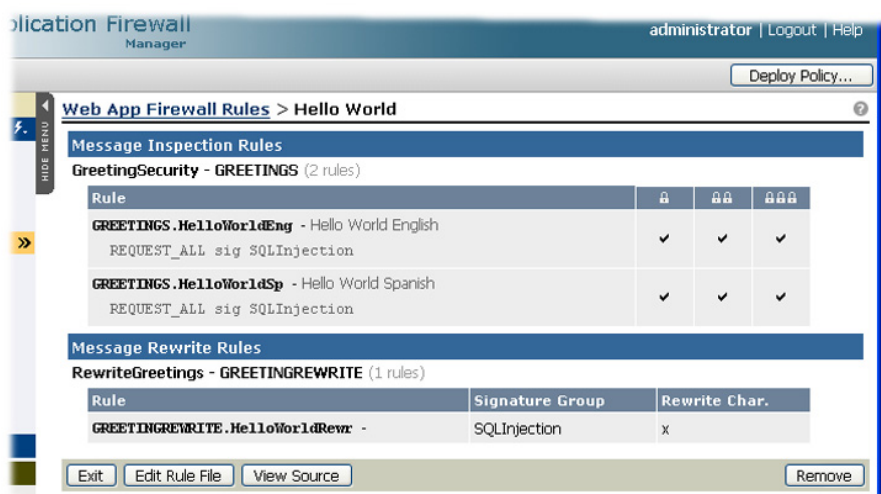 plication Firewall
Manager
administrator | Logout | Help
Deploy Policy...
HIDE MENU
Web App Firewall Rules > Hello World
Message Inspection Rules
GreetingSecurity - GREETINGS (2 rules)
Rule
GREETINGS.HelloWorldEng - Hello World English
REQUEST_ALL sig SQLInjection
GREETINGS.HelloWorldSp - Hello World Spanish
REQUEST_ALL sig SQLInjection
Message Rewrite Rules
RewriteGreetings - GREETINGREWRITE (1 rules)
Rule Signature Group Rewrite Char.
GREETINGREWRITE.HelloWorldRewr - SQLInjection x
Exit Edit Rule File View Source Remove